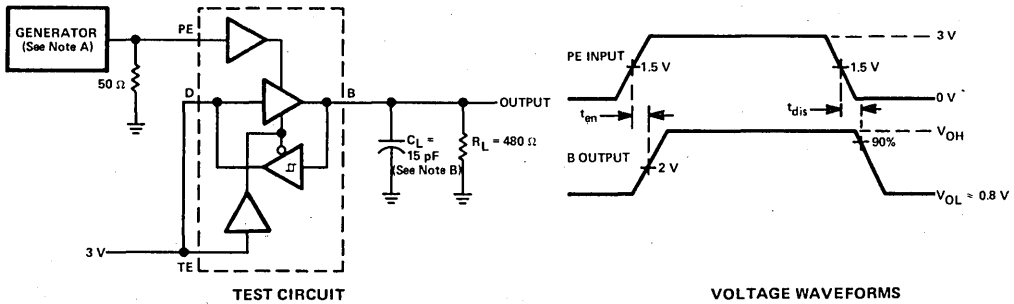 GENERATOR
(See Note A)
PE
50 Ω
D
B
OUTPUT
C_L =
15 pF
(See Note B)
R_L = 480 Ω
3 V
TE
TEST CIRCUIT
PE INPUT
1.5 V
1.5 V
3 V
0 V
t_en
t_dis
V_OH
90%
B OUTPUT
2 V
V_OL ≈ 0.8 V
VOLTAGE WAVEFORMS